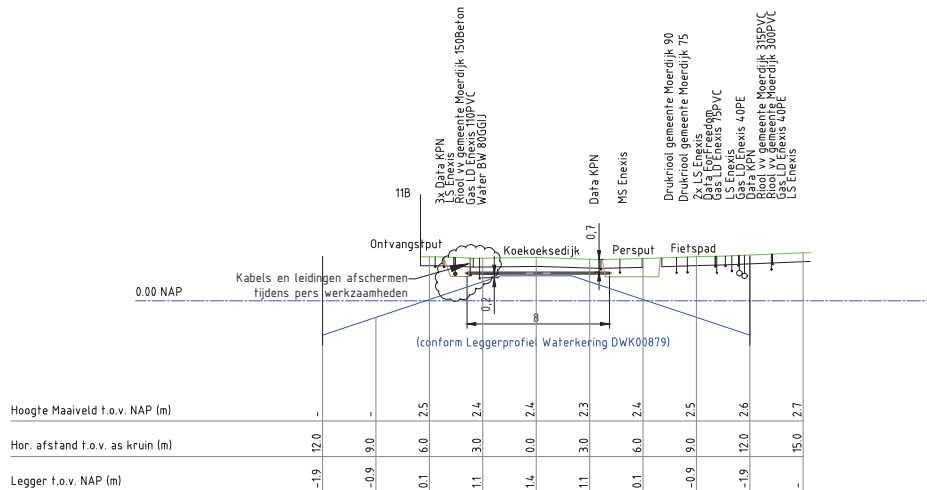 11B
3x Data KPN
LS Enexis
Riool vv gemeente Moerdijk 150Beton
Gas LD Enexis 110PVC
Water BW 80GGIJ
Data KPN
MS Enexis
Drukriool gemeente Moerdijk 90
Drukriool gemeente Moerdijk 75
2x LS Enexis
Data ForFreedom
Gas LD Enexis 75PVC
LS Enexis
Gas LD Enexis 40PE
Data KPN
Riool vv gemeente Moerdijk 315PVC
Riool vv gemeente Moerdijk 300PVC
Gas LD Enexis 40PE
LS Enexis
0,7
Ontvangstput
Koekoeksedijk
Persput
Fietspad
Kabels en leidingen afschermen
tijdens pers werkzaamheden
0.00 NAP
0,2
8
(conform Leggerprofiel Waterkering DWK00879)
Hoogte Maaiveld t.o.v. NAP (m) - - 2.5 2.4 2.4 2.3 2.4 2.5 2.6 2.7
Hor. afstand t.o.v. as kruin (m) 12.0 9.0 6.0 3.0 0.0 3.0 6.0 9.0 12.0 15.0
Legger t.o.v. NAP (m) -1.9 -0.9 0.1 1.1 1.4 1.1 0.1 -0.9 -1.9 -